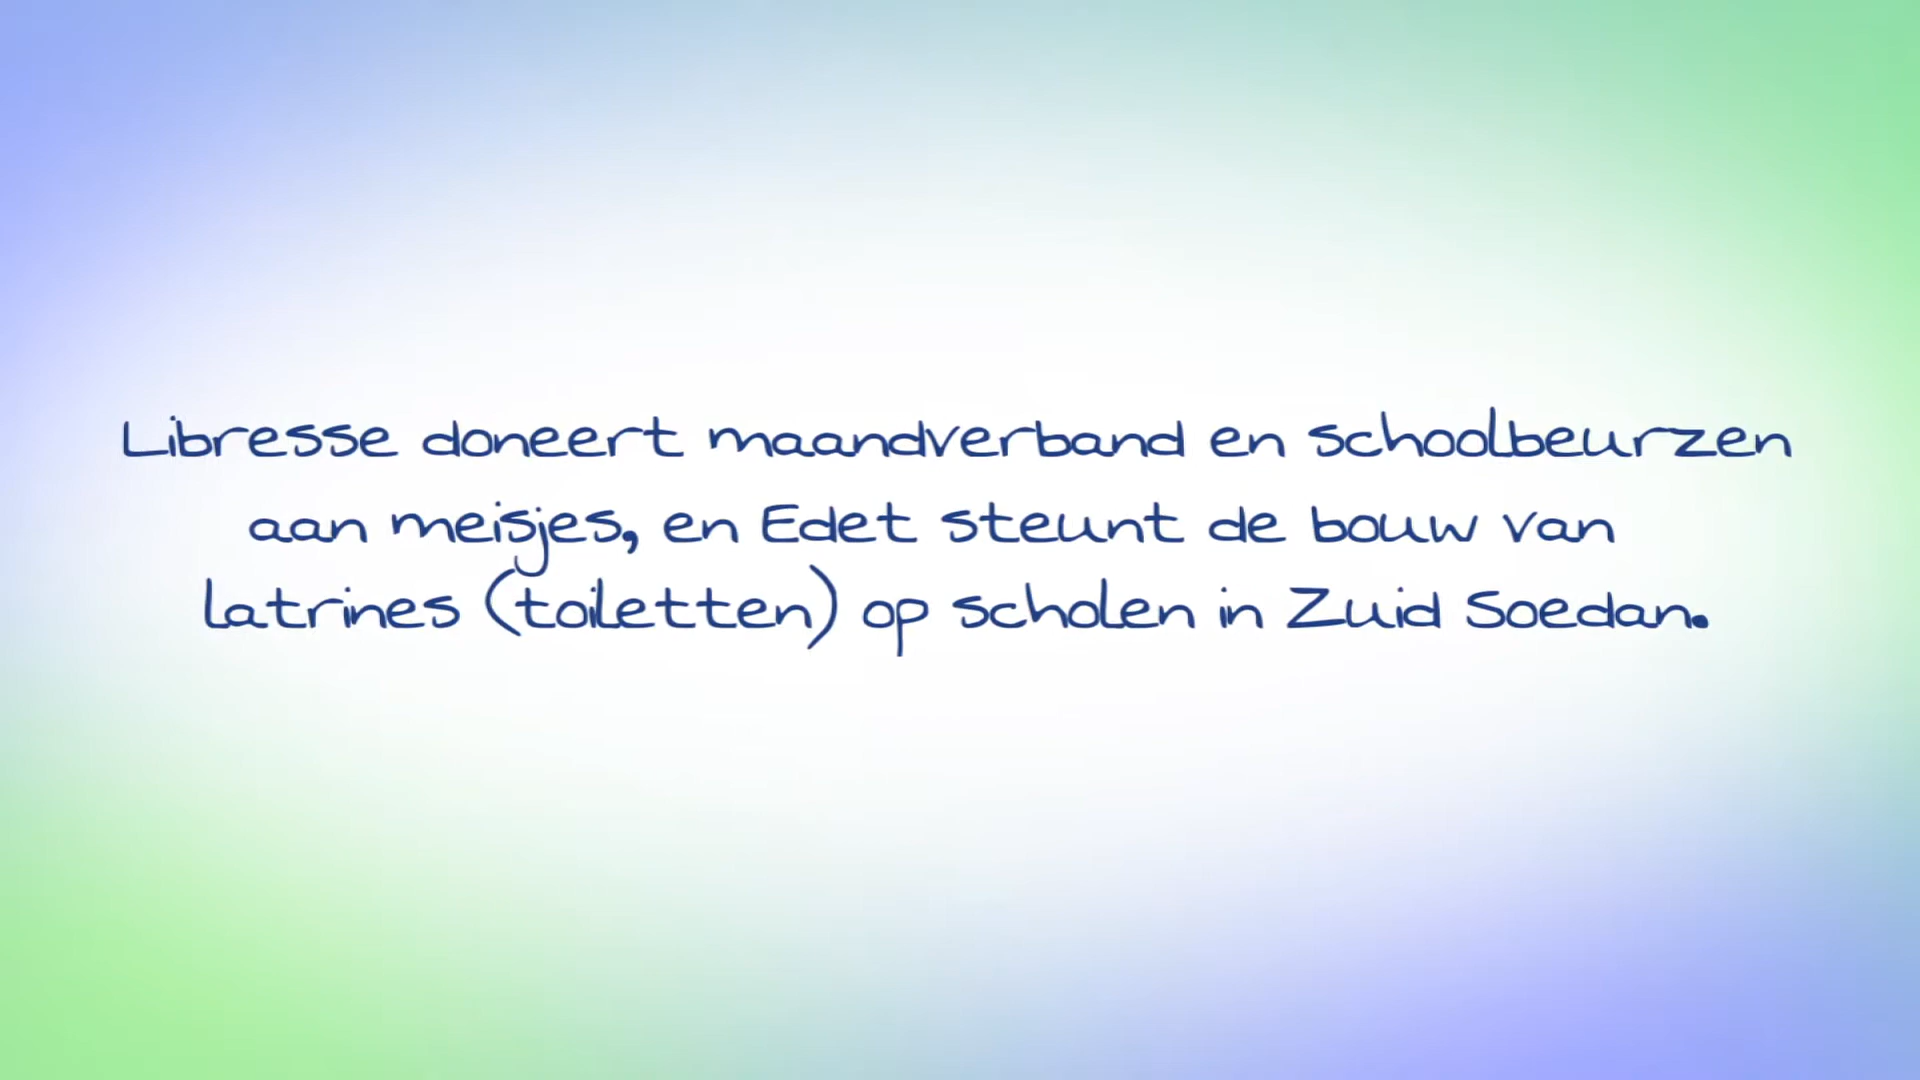 Libresse doneert maandverband en schoolbeurzen
aan meisjes, en Edet steunt de bouw van
latrines (toiletten) op scholen in Zuid Soedan.